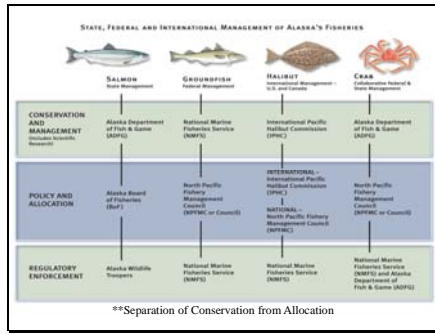 STATE, FEDERAL AND INTERNATIONAL MANAGEMENT OF ALASKA'S FISHERIES
SALMON
State Management
GROUNDFISH
Federal Management
HALIBUT
International Management –
U.S. and Canada
CRAB
Collaborative Federal &
State Management
CONSERVATION
AND
MANAGEMENT
(Includes Scientific
Research)
Alaska Department
of Fish & Game
(ADFG)
National Marine
Fisheries Service
(NMFS)
International Pacific
Halibut Commission
(IPHC)
Alaska Department
of Fish & Game
(ADFG)
POLICY AND
ALLOCATION
Alaska Board
of Fisheries
(BoF)
North Pacific
Fishery
Management
Council
(NPFMC or Council)
INTERNATIONAL–
International Pacific
Halibut Commission
(IPHC)
NATIONAL–
North Pacific Fishery
Management Council
(NPFMC)
North Pacific
Fishery
Management
Council
(NPFMC or Council)
REGULATORY
ENFORCEMENT
Alaska Wildlife
Troopers
National Marine
Fisheries Service
(NMFS)
National Marine
Fisheries Service
(NMFS)
National Marine
Fisheries Service
(NMFS) and Alaska
Department of
Fish & Game (ADFG)
**Separation of Conservation from Allocation